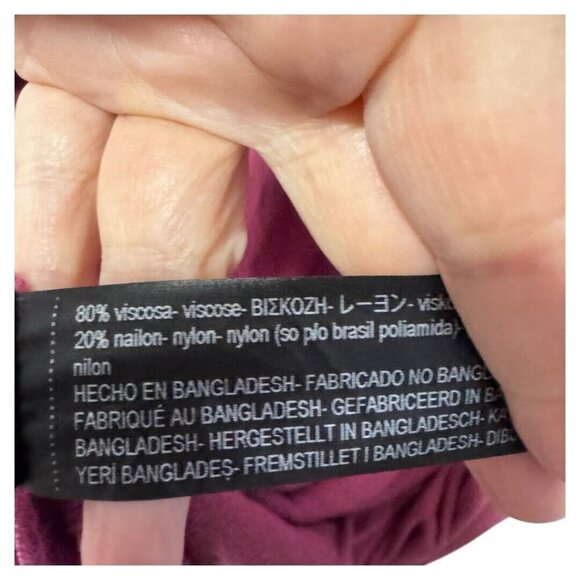 80% viscosa- viscose- ΒΙΣΚΟΖΗ- レーヨン-
20% nailon- nylon- nylon (so p/o brasil poliamida)-
nilon
HECHO EN BANGLADESH- FABRICADO NO
FABRIQUÉ AU BANGLADESH- GEFABRICEERD IN
BANGLADESH- HERGESTELLT IN BANGLADESCH-
YERİ BANGLADEŞ- FREMSTILLET I BANGLADESH-